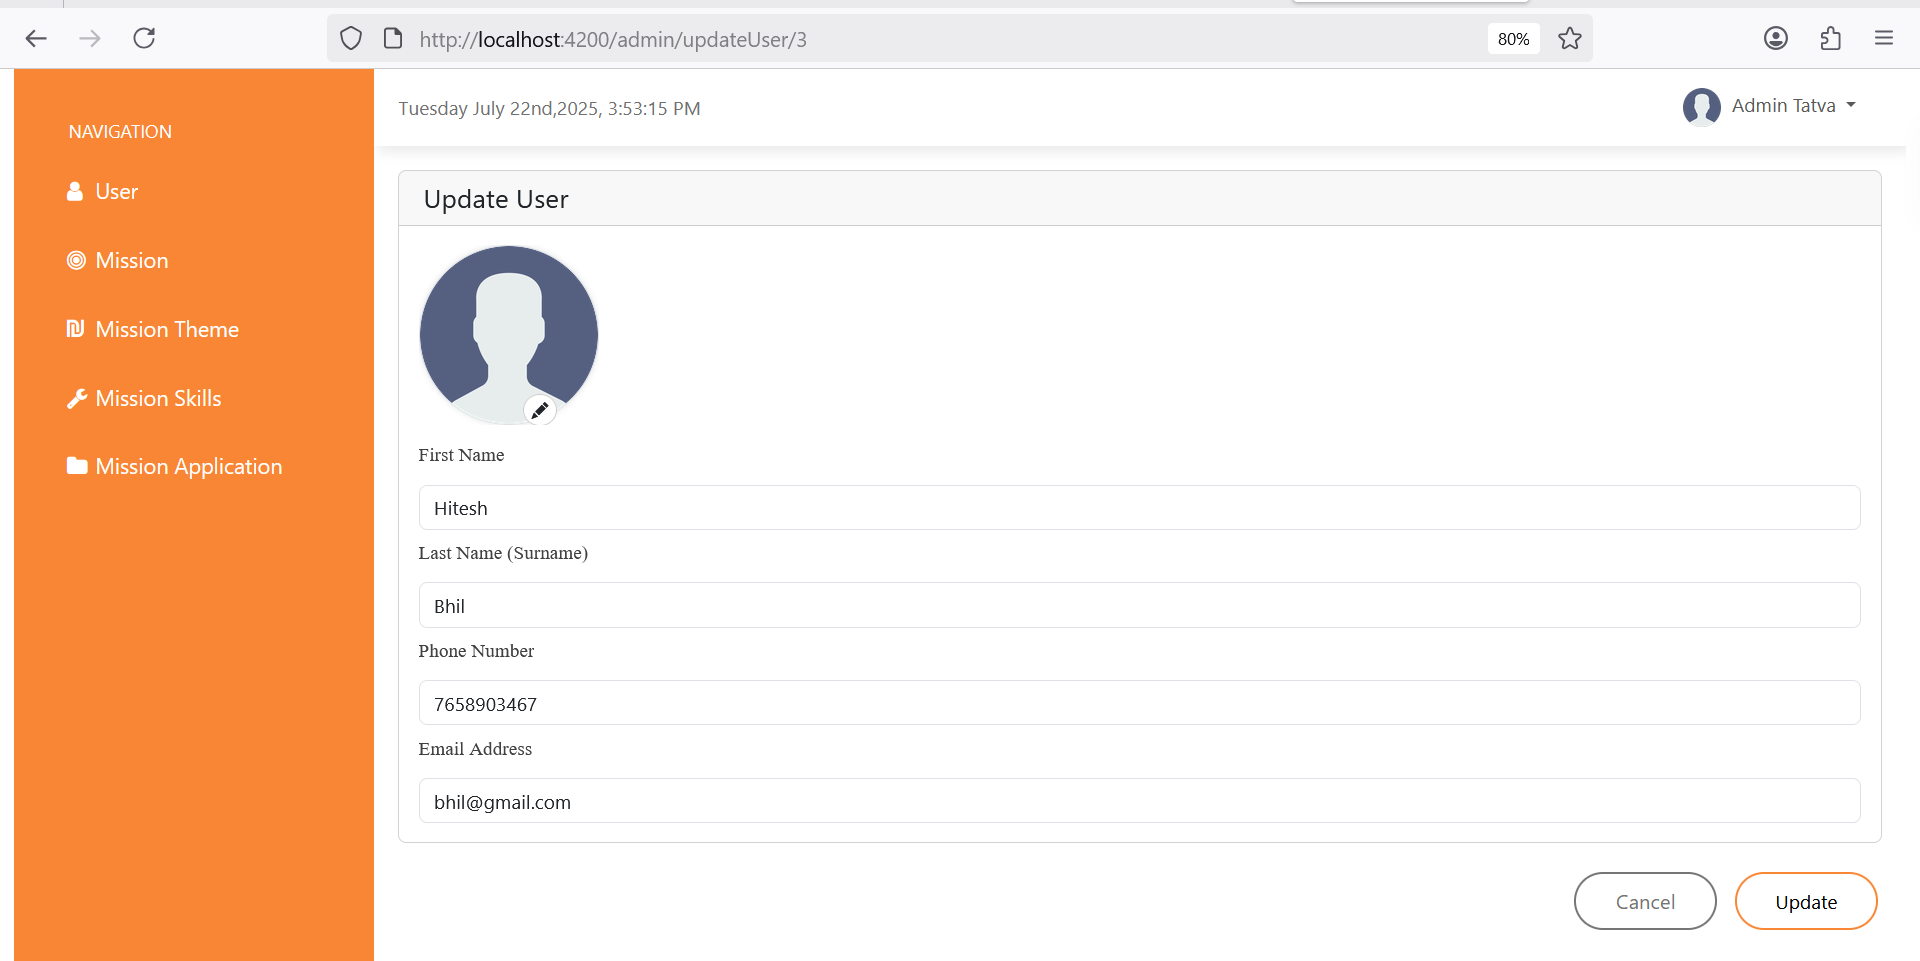 http://localhost:4200/admin/updateUser/3
80%
NAVIGATION
User
Mission
Mission Theme
Mission Skills
Mission Application
Tuesday July 22nd,2025, 3:53:15 PM
Admin Tatva
Update User
First Name
Hitesh
Last Name (Surname)
Bhil
Phone Number
7658903467
Email Address
bhil@gmail.com
Cancel
Update